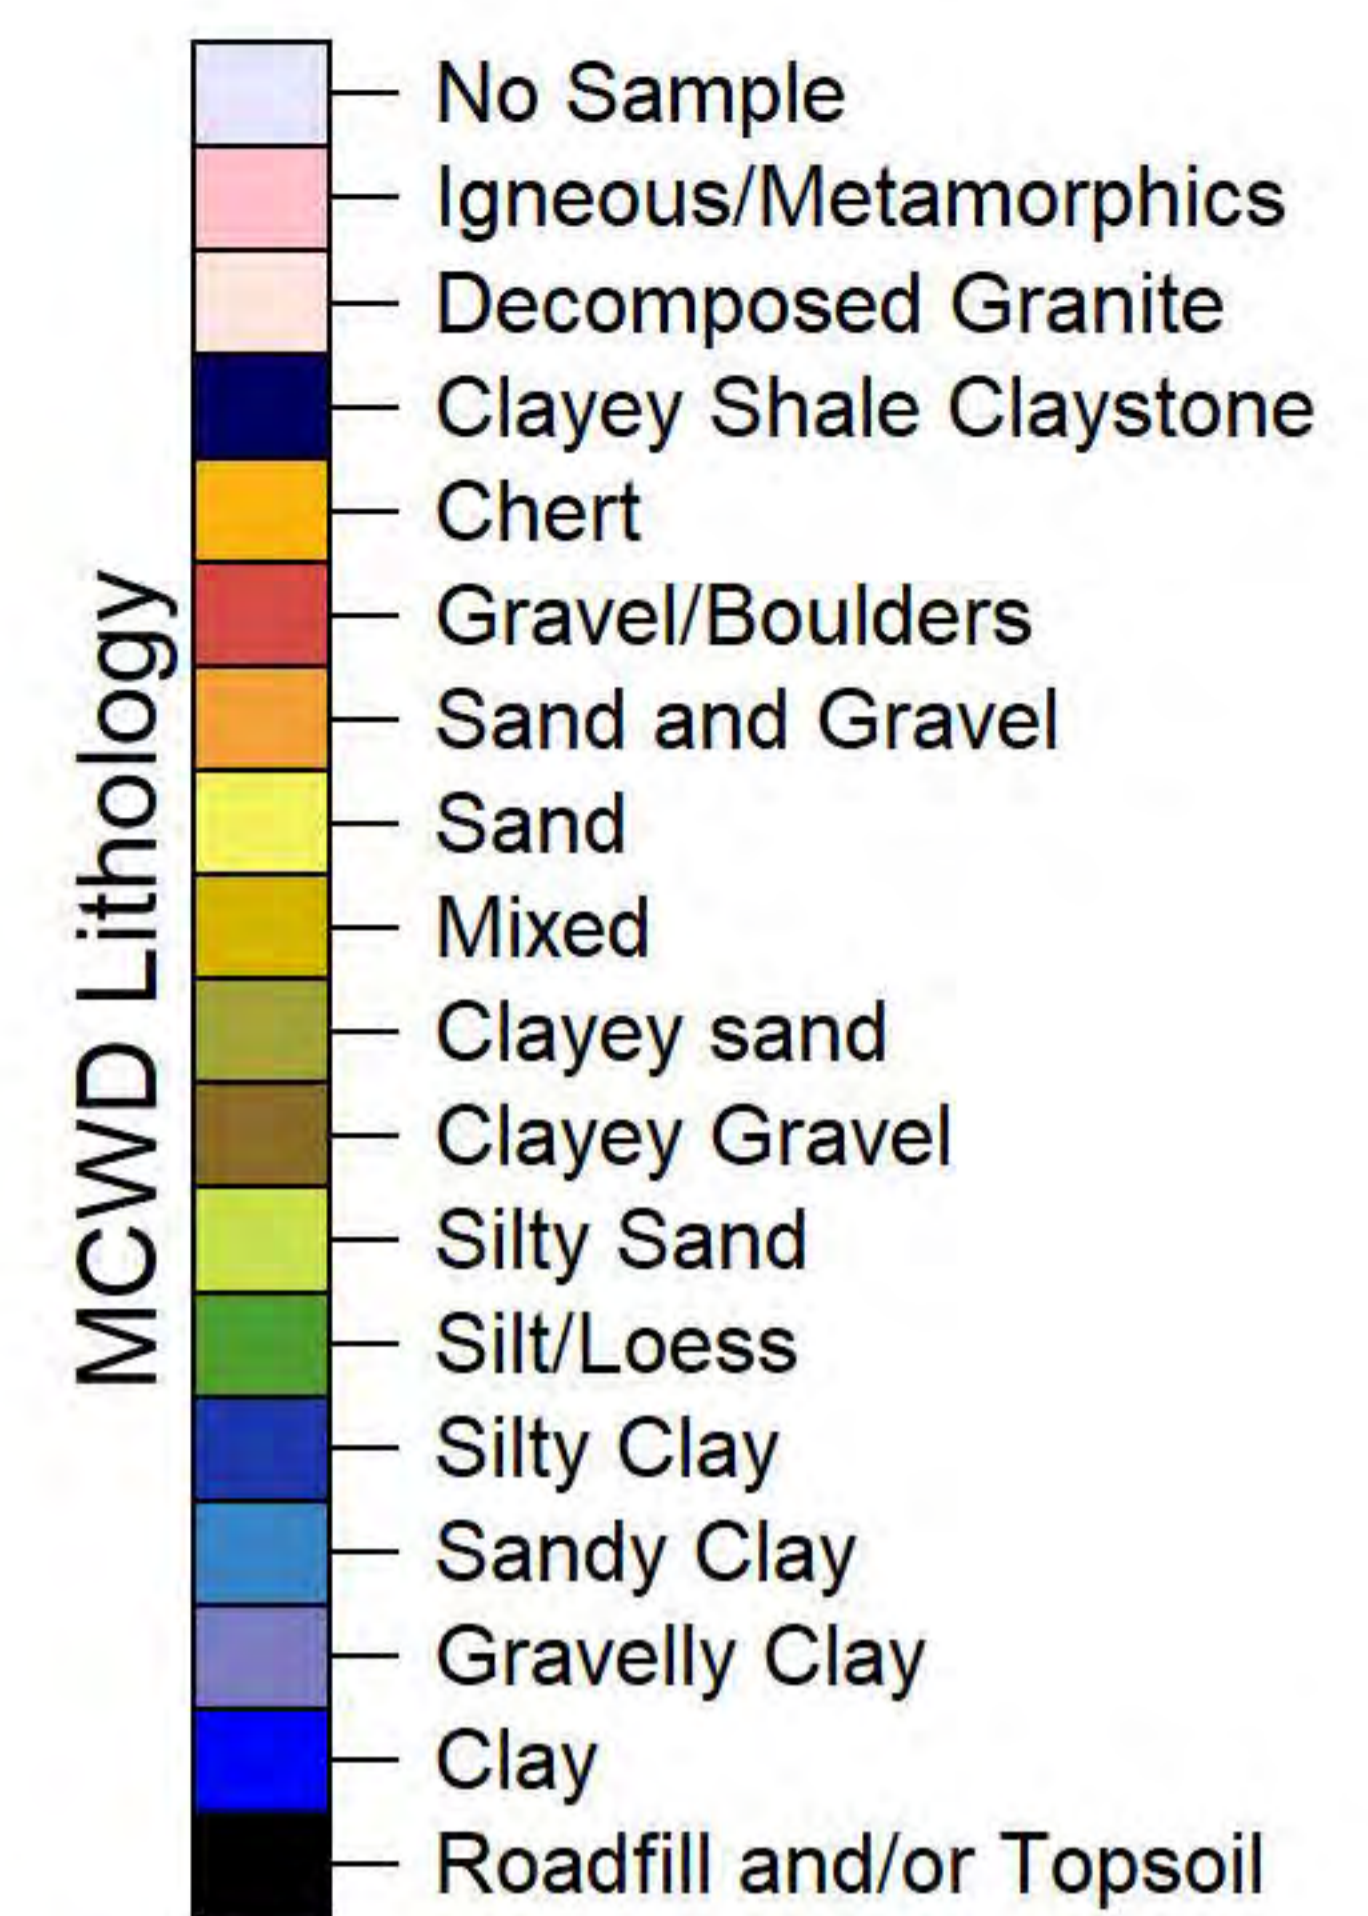 MCWD Lithology
No Sample
Igneous/Metamorphics
Decomposed Granite
Clayey Shale Claystone
Chert
Gravel/Boulders
Sand and Gravel
Sand
Mixed
Clayey sand
Clayey Gravel
Silty Sand
Silt/Loess
Silty Clay
Sandy Clay
Gravelly Clay
Clay
Roadfill and/or Topsoil